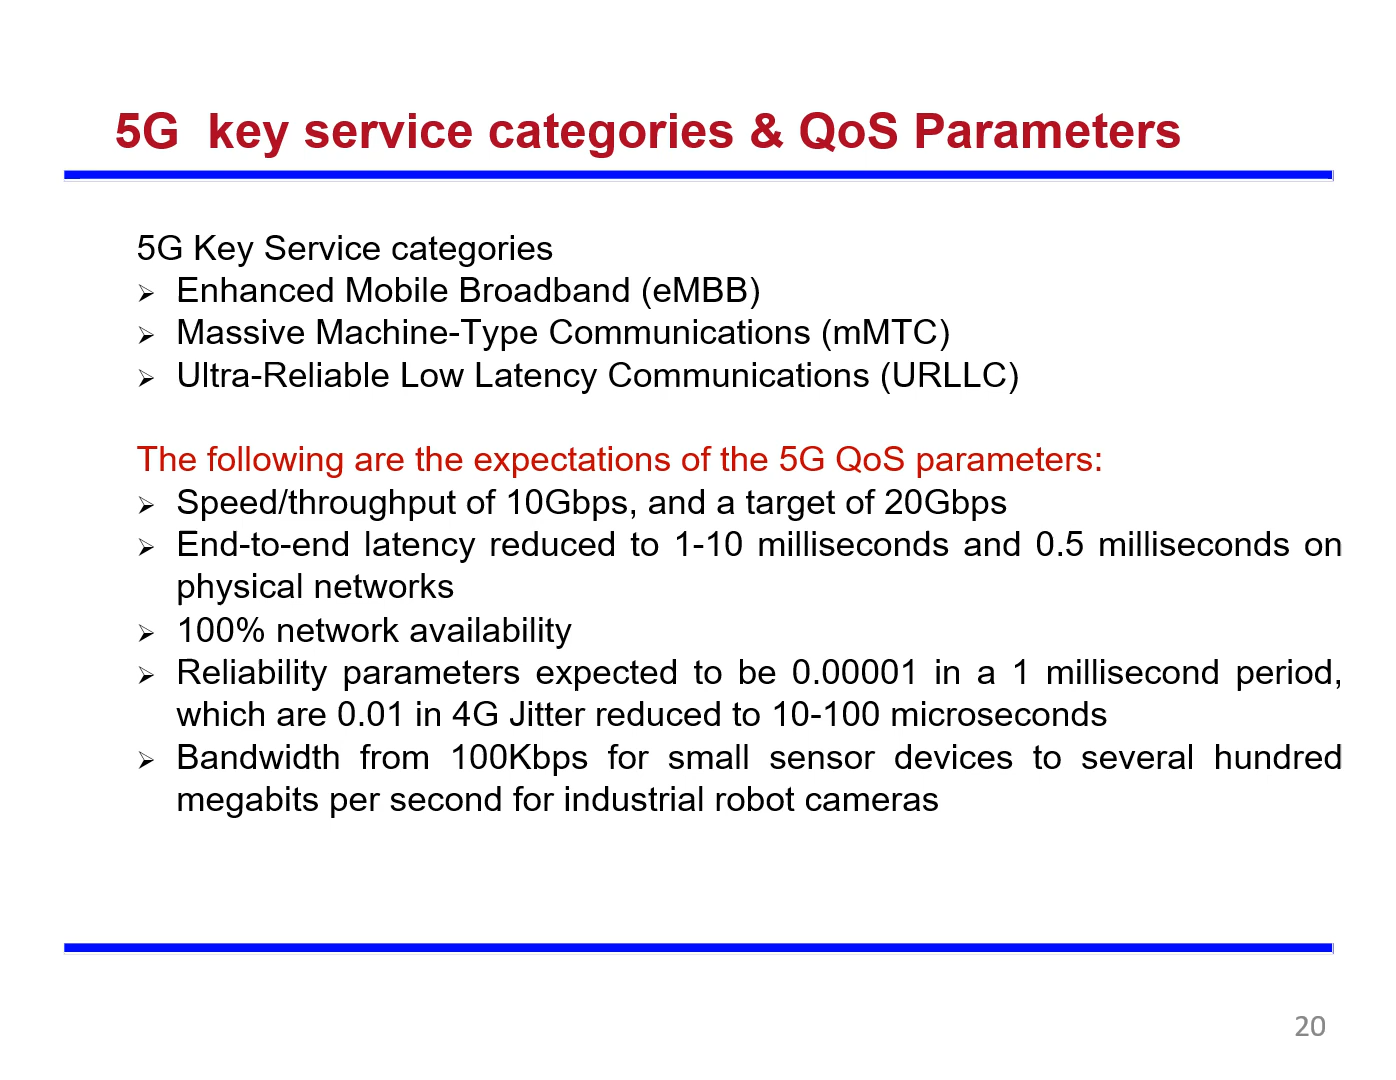 5G  key service categories & QoS Parameters
5G Key Service categories
➢ Enhanced Mobile Broadband (eMBB)
➢ Massive Machine-Type Communications (mMTC)
➢ Ultra-Reliable Low Latency Communications (URLLC)
The following are the expectations of the 5G QoS parameters:
➢ Speed/throughput of 10Gbps, and a target of 20Gbps
➢ End-to-end latency reduced to 1-10 milliseconds and 0.5 milliseconds on
physical networks
➢ 100% network availability
➢ Reliability parameters expected to be 0.00001 in a 1 millisecond period,
which are 0.01 in 4G Jitter reduced to 10-100 microseconds
➢ Bandwidth from 100Kbps for small sensor devices to several hundred
megabits per second for industrial robot cameras
20